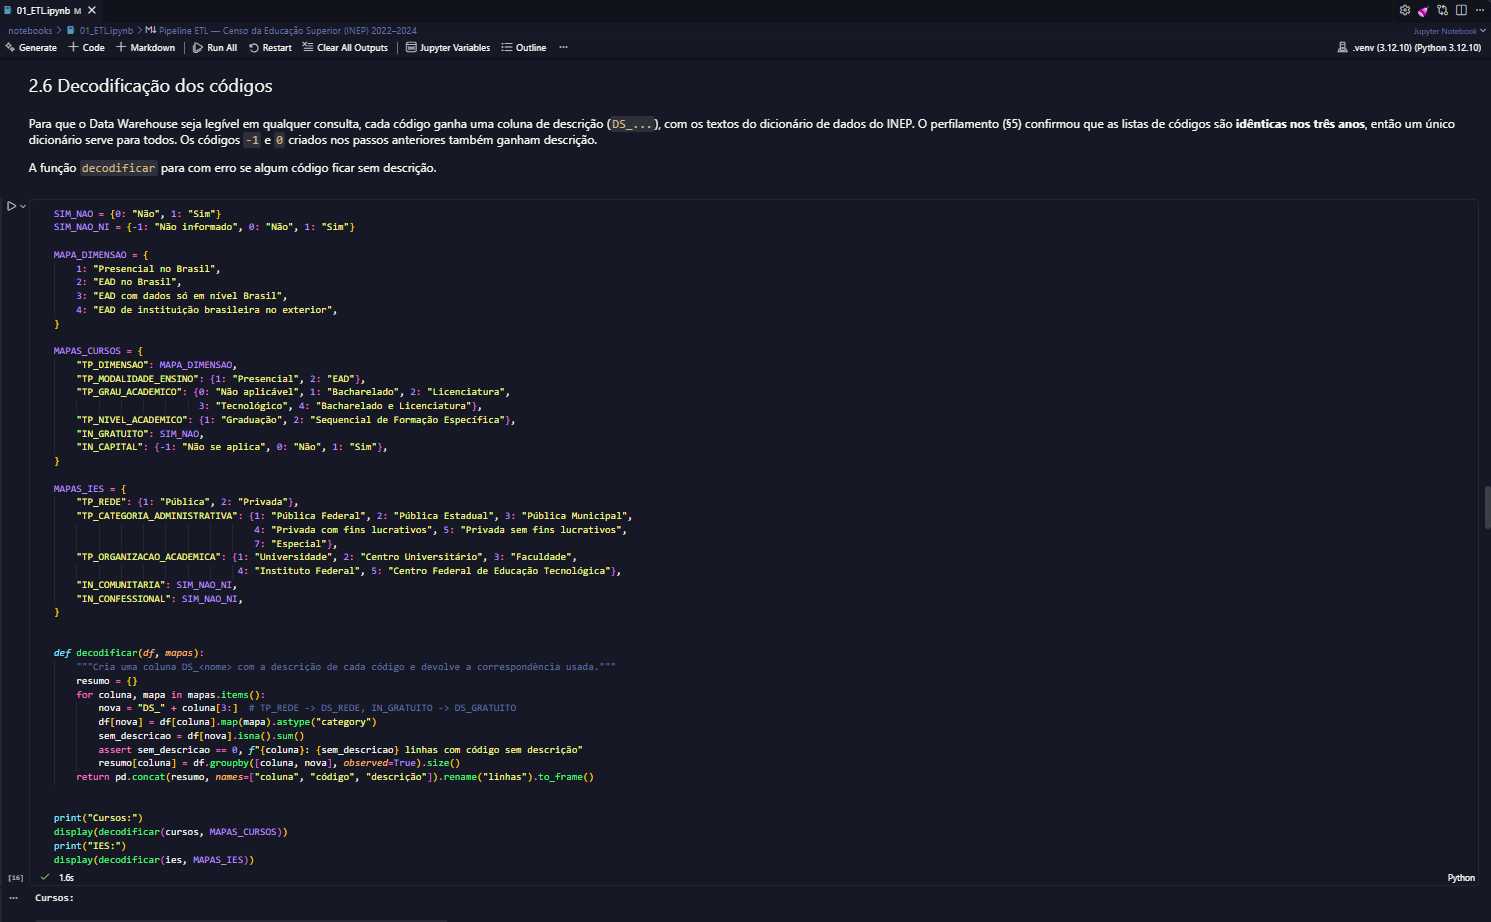 01_ETL.ipynb M
notebooks > 01_ETL.ipynb > M↓ Pipeline ETL — Censo da Educação Superior (INEP) 2022–2024
Jupyter Notebook
Generate + Code + Markdown | Run All Restart Clear All Outputs | Jupyter Variables Outline ...
.venv (3.12.10) (Python 3.12.10)
2.6 Decodificação dos códigos
Para que o Data Warehouse seja legível em qualquer consulta, cada código ganha uma coluna de descrição (DS_...), com os textos do dicionário de dados do INEP. O perfilamento (§5) confirmou que as listas de códigos são idênticas nos três anos, então um único
dicionário serve para todos. Os códigos -1 e 0 criados nos passos anteriores também ganham descrição.
A função decodificar para com erro se algum código ficar sem descrição.
SIM_NAO = {0: "Não", 1: "Sim"}
SIM_NAO_NI = {-1: "Não informado", 0: "Não", 1: "Sim"}
MAPA_DIMENSAO = {
1: "Presencial no Brasil",
2: "EAD no Brasil",
3: "EAD com dados só em nível Brasil",
4: "EAD de instituição brasileira no exterior",
}
MAPAS_CURSOS = {
"TP_DIMENSAO": MAPA_DIMENSAO,
"TP_MODALIDADE_ENSINO": {1: "Presencial", 2: "EAD"},
"TP_GRAU_ACADEMICO": {0: "Não aplicável", 1: "Bacharelado", 2: "Licenciatura",
3: "Tecnológico", 4: "Bacharelado e Licenciatura"},
"TP_NIVEL_ACADEMICO": {1: "Graduação", 2: "Sequencial de Formação Específica"},
"IN_GRATUITO": SIM_NAO,
"IN_CAPITAL": {-1: "Não se aplica", 0: "Não", 1: "Sim"},
}
MAPAS_IES = {
"TP_REDE": {1: "Pública", 2: "Privada"},
"TP_CATEGORIA_ADMINISTRATIVA": {1: "Pública Federal", 2: "Pública Estadual", 3: "Pública Municipal",
4: "Privada com fins lucrativos", 5: "Privada sem fins lucrativos",
7: "Especial"},
"TP_ORGANIZACAO_ACADEMICA": {1: "Universidade", 2: "Centro Universitário", 3: "Faculdade",
4: "Instituto Federal", 5: "Centro Federal de Educação Tecnológica"},
"IN_COMUNITARIA": SIM_NAO_NI,
"IN_CONFESSIONAL": SIM_NAO_NI,
}
def decodificar(df, mapas):
"""Cria uma coluna DS_<nome> com a descrição de cada código e devolve a correspondência usada."""
resumo = {}
for coluna, mapa in mapas.items():
nova = "DS_" + coluna[3:] # TP_REDE -> DS_REDE, IN_GRATUITO -> DS_GRATUITO
df[nova] = df[coluna].map(mapa).astype("category")
sem_descricao = df[nova].isna().sum()
assert sem_descricao == 0, f"{coluna}: {sem_descricao} linhas com código sem descrição"
resumo[coluna] = df.groupby([coluna, nova], observed=True).size()
return pd.concat(resumo, names=["coluna", "código", "descrição"]).rename("linhas").to_frame()
print("Cursos:")
display(decodificar(cursos, MAPAS_CURSOS))
print("IES:")
display(decodificar(ies, MAPAS_IES))
[16] ✓ 1.6s
Python
... Cursos: